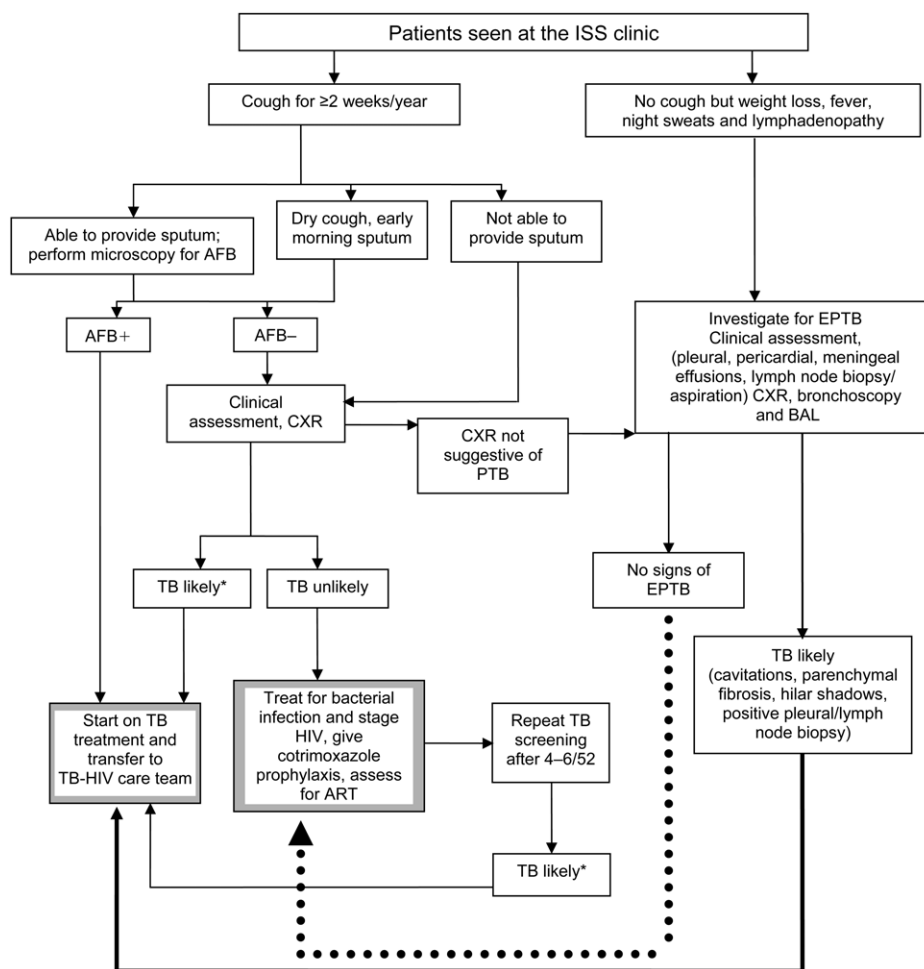 Patients seen at the ISS clinic
Cough for ≥2 weeks/year
No cough but weight loss, fever,
night sweats and lymphadenopathy
Able to provide sputum;
perform microscopy for AFB
Dry cough, early
morning sputum
Not able to
provide sputum
AFB+
AFB–
Investigate for EPTB
Clinical assessment,
(pleural, pericardial, meningeal
effusions, lymph node biopsy/
aspiration) CXR, bronchoscopy
and BAL
Clinical
assessment, CXR
CXR not
suggestive of
PTB
TB likely*
TB unlikely
No signs of
EPTB
TB likely
(cavitations, parenchymal
fibrosis, hilar shadows,
positive pleural/lymph
node biopsy)
Start on TB
treatment and
transfer to
TB-HIV care team
Treat for bacterial
infection and stage
HIV, give
cotrimoxazole
prophylaxis, assess
for ART
Repeat TB
screening
after 4–6/52
TB likely*